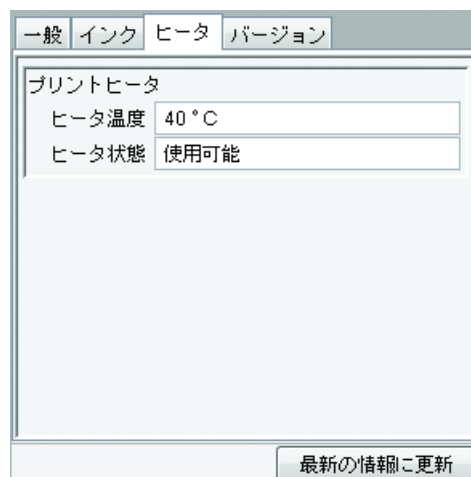 一般 インク ヒータ バージョン
プリントヒータ
ヒータ温度 40°C
ヒータ状態 使用可能
最新の情報に更新